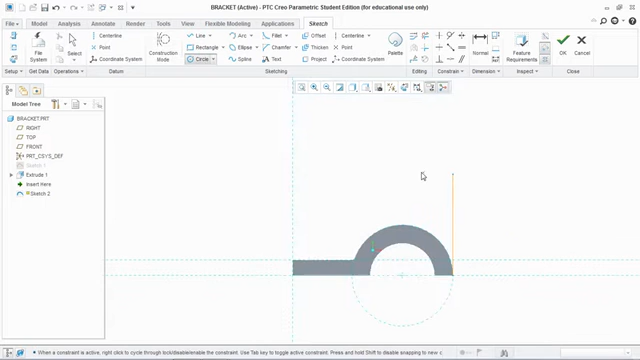 BRACKET (Active) - PTC Creo Parametric Student Edition (for educational use only)
File Model Analysis Annotate Render Tools View Flexible Modeling Applications Sketch
File System Select Centerline Construction Mode Line Arc Fillet Offset Centerline Palette Normal Feature Requirements OK Cancel
Point Rectangle Ellipse Chamfer Thicken Point
Coordinate System Circle Spline Text Project Coordinate System
Setup Get Data Operations Datum Sketching Editing Constrain Dimension Inspect Close
Model Tree
BRACKET.PRT
RIGHT
TOP
FRONT
PRT_CSYS_DEF
Sketch 1
Extrude 1
Insert Here
Sketch 2
When a constraint is active, right click to cycle through lock/disable/enable the constraint. Use Tab key to toggle active constraint. Press and hold Shift to disable snapping to new c